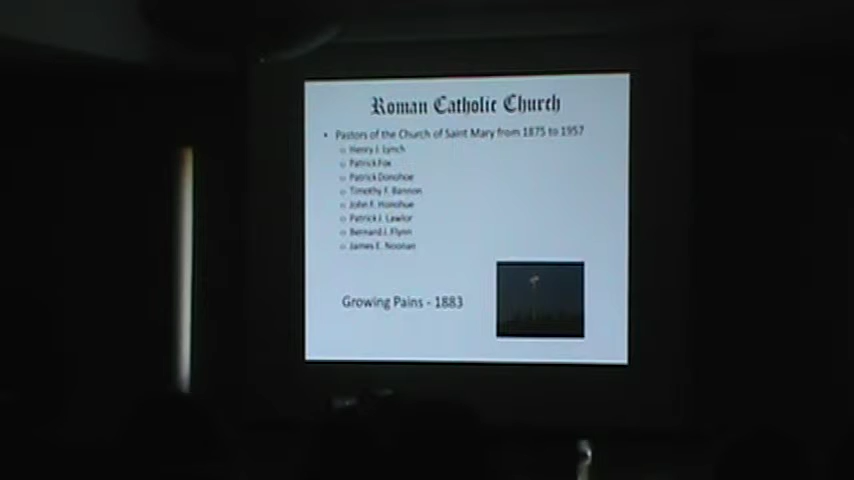 Roman Catholic Church
• Pastors of the Church of Saint Mary from 1875 to 1957
o Henry J. Lynch
o Patrick Fox
o Patrick Donohoe
o Timothy F. Bannon
o John F. Honohue
o Patrick J. Lawlor
o Bernard J. Flynn
o James E. Noonan
Growing Pains - 1883